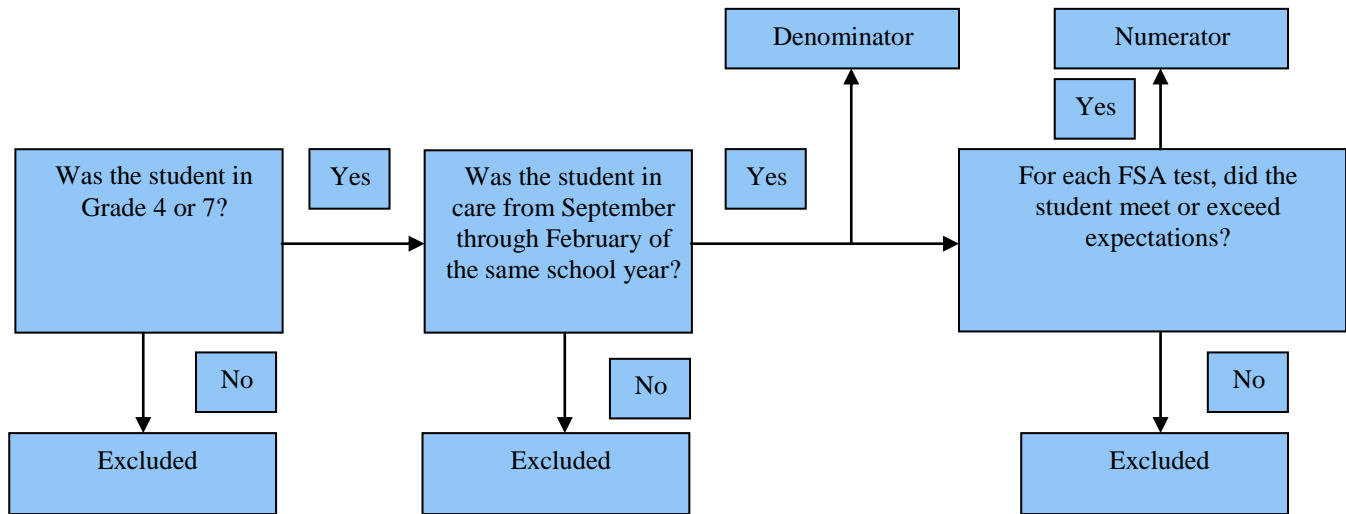 Denominator
Numerator
Yes
Was the student in
Grade 4 or 7?
Yes
Was the student in
care from September
through February of
the same school year?
Yes
For each FSA test, did the
student meet or exceed
expectations?
No
No
No
Excluded
Excluded
Excluded